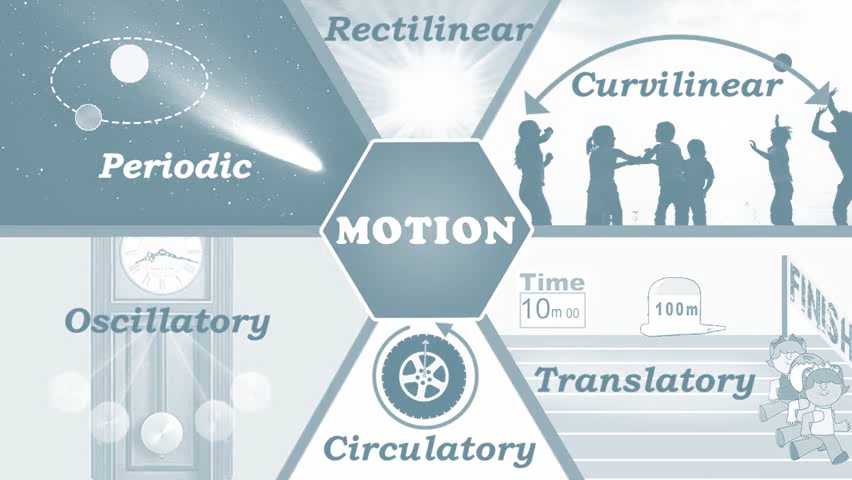 Rectilinear
Curvilinear
Periodic
MOTION
Oscillatory
Time
10m 00
100m
FINISH
Translatory
Circulatory